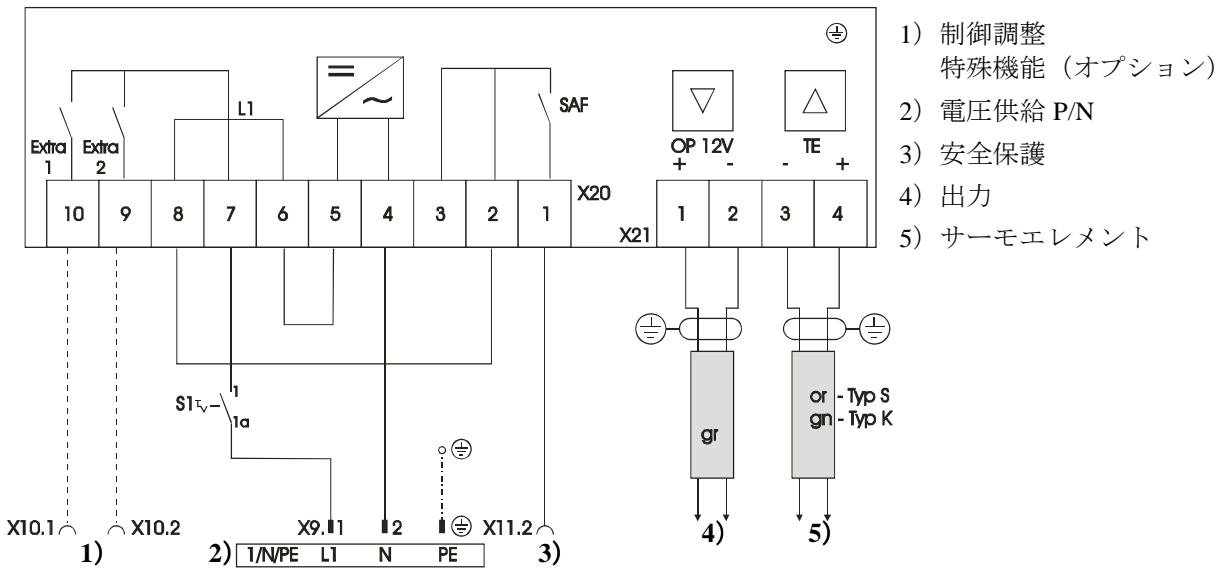 1) 制御調整
特殊機能（オプション）
2) 電圧供給 P/N
3) 安全保護
4) 出力
5) サーモエレメント
L1
SAF
Extra 1
Extra 2
OP 12V
+ -
TE
- +
10 9 8 7 6 5 4 3 2 1
X20
X21
1 2 3 4
S1
1
1a
gr
or - Typ S
gn - Typ K
X10.1
X10.2
X9.1
2
X11.2
1)
2)
1/N/PE L1 N PE
3)
4)
5)